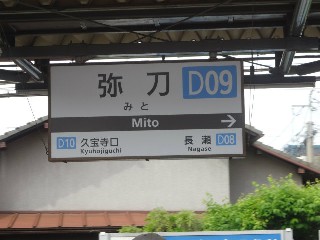 弥刀 D09
みと
Mito →
D10 久宝寺口 長瀬 D08
Kyuhojiguchi Nagase